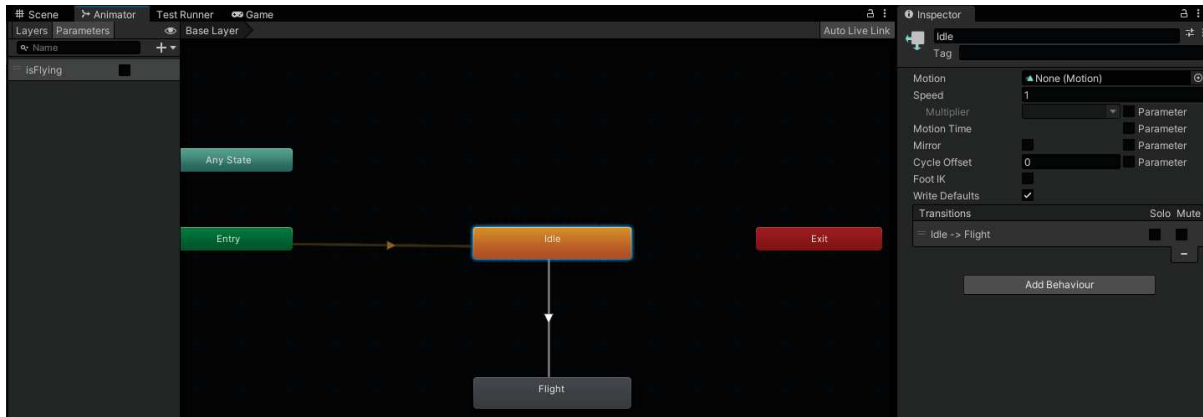 Scene Animator Test Runner Game
Layers Parameters
Base Layer
Auto Live Link
Name
isFlying
Any State
Entry
Idle
Exit
Flight
Inspector
Idle
Tag
Motion None (Motion)
Speed 1
Multiplier Parameter
Motion Time Parameter
Mirror Parameter
Cycle Offset 0 Parameter
Foot IK
Write Defaults
Transitions Solo Mute
Idle -> Flight
Add Behaviour